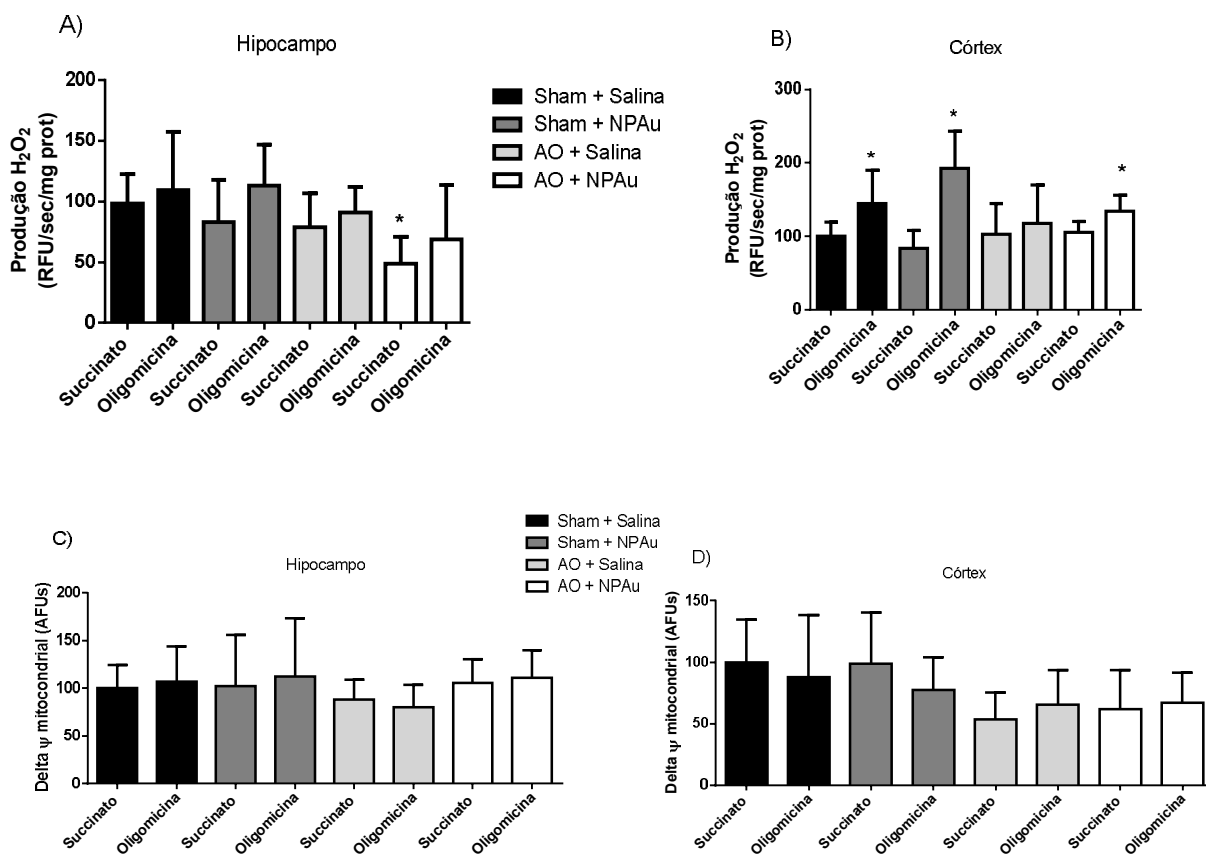 A)
Hipocampo
Produção H₂O₂
(RFU/sec/mg prot)
200
150
100
50
0
Succinato
Oligomicina
Succinato
Oligomicina
Succinato
Oligomicina
*
Succinato
Oligomicina
Sham + Salina
Sham + NPAu
AO + Salina
AO + NPAu
B)
Córtex
Produção H₂O₂
(RFU/sec/mg prot)
300
200
100
0
*
*
*
Succinato
Oligomicina
Succinato
Oligomicina
Succinato
Oligomicina
Succinato
Oligomicina
C)
Hipocampo
Delta ψ mitocondrial (AFUs)
200
150
100
50
0
Succinato
Oligomicina
Succinato
Oligomicina
Succinato
Oligomicina
Succinato
Oligomicina
Sham + Salina
Sham + NPAu
AO + Salina
AO + NPAu
D)
Córtex
Delta ψ mitocondrial (AFUs)
150
100
50
0
Succinato
Oligomicina
Succinato
Oligomicina
Succinato
Oligomicina
Succinato
Oligomicina